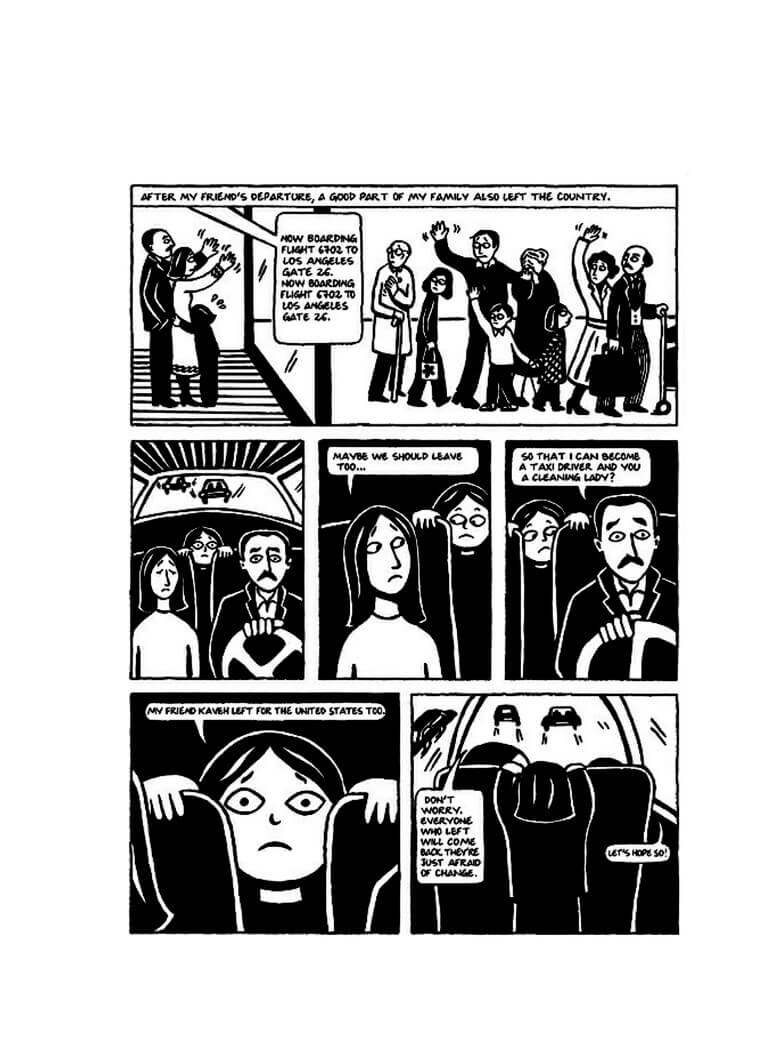 AFTER MY FRIEND'S DEPARTURE, A GOOD PART OF MY FAMILY ALSO LEFT THE COUNTRY.
NOW BOARDING
FLIGHT 6702 TO
LOS ANGELES
GATE 26.
NOW BOARDING
FLIGHT 6702 TO
LOS ANGELES
GATE 26.
MAYBE WE SHOULD LEAVE
TOO...
SO THAT I CAN BECOME
A TAXI DRIVER AND YOU
A CLEANING LADY?
MY FRIEND KAVEH LEFT FOR THE UNITED STATES TOO.
DON'T
WORRY.
EVERYONE
WHO LEFT
WILL COME
BACK. THEY'RE
JUST AFRAID
OF CHANGE.
LET'S HOPE SO!